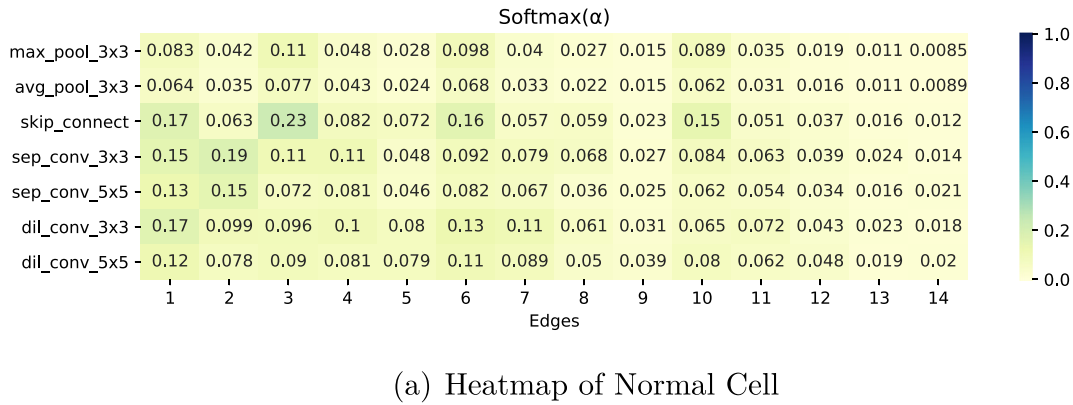 Softmax(α)
max_pool_3x3 0.083 0.042 0.11 0.048 0.028 0.098 0.04 0.027 0.015 0.089 0.035 0.019 0.011 0.0085
avg_pool_3x3 0.064 0.035 0.077 0.043 0.024 0.068 0.033 0.022 0.015 0.062 0.031 0.016 0.011 0.0089
skip_connect 0.17 0.063 0.23 0.082 0.072 0.16 0.057 0.059 0.023 0.15 0.051 0.037 0.016 0.012
sep_conv_3x3 0.15 0.19 0.11 0.11 0.048 0.092 0.079 0.068 0.027 0.084 0.063 0.039 0.024 0.014
sep_conv_5x5 0.13 0.15 0.072 0.081 0.046 0.082 0.067 0.036 0.025 0.062 0.054 0.034 0.016 0.021
dil_conv_3x3 0.17 0.099 0.096 0.1 0.08 0.13 0.11 0.061 0.031 0.065 0.072 0.043 0.023 0.018
dil_conv_5x5 0.12 0.078 0.09 0.081 0.079 0.11 0.089 0.05 0.039 0.08 0.062 0.048 0.019 0.02
1 2 3 4 5 6 7 8 9 10 11 12 13 14
Edges
1.0
0.8
0.6
0.4
0.2
0.0
(a) Heatmap of Normal Cell